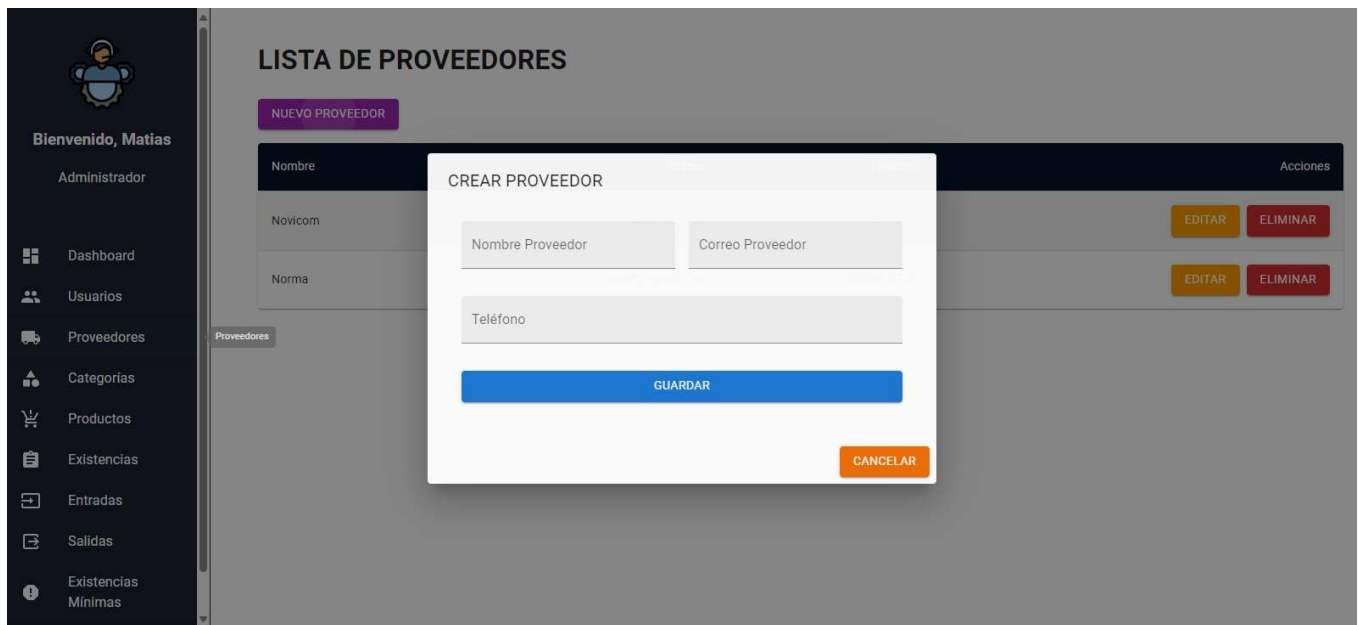 LISTA DE PROVEEDORES
NUEVO PROVEEDOR
Bienvenido, Matias
Administrador
Dashboard
Usuarios
Proveedores
Categorías
Productos
Existencias
Entradas
Salidas
Existencias
Mínimas
Proveedores
Nombre
Acciones
Novicom
EDITAR
ELIMINAR
Norma
EDITAR
ELIMINAR
CREAR PROVEEDOR
Nombre Proveedor
Correo Proveedor
Teléfono
GUARDAR
CANCELAR